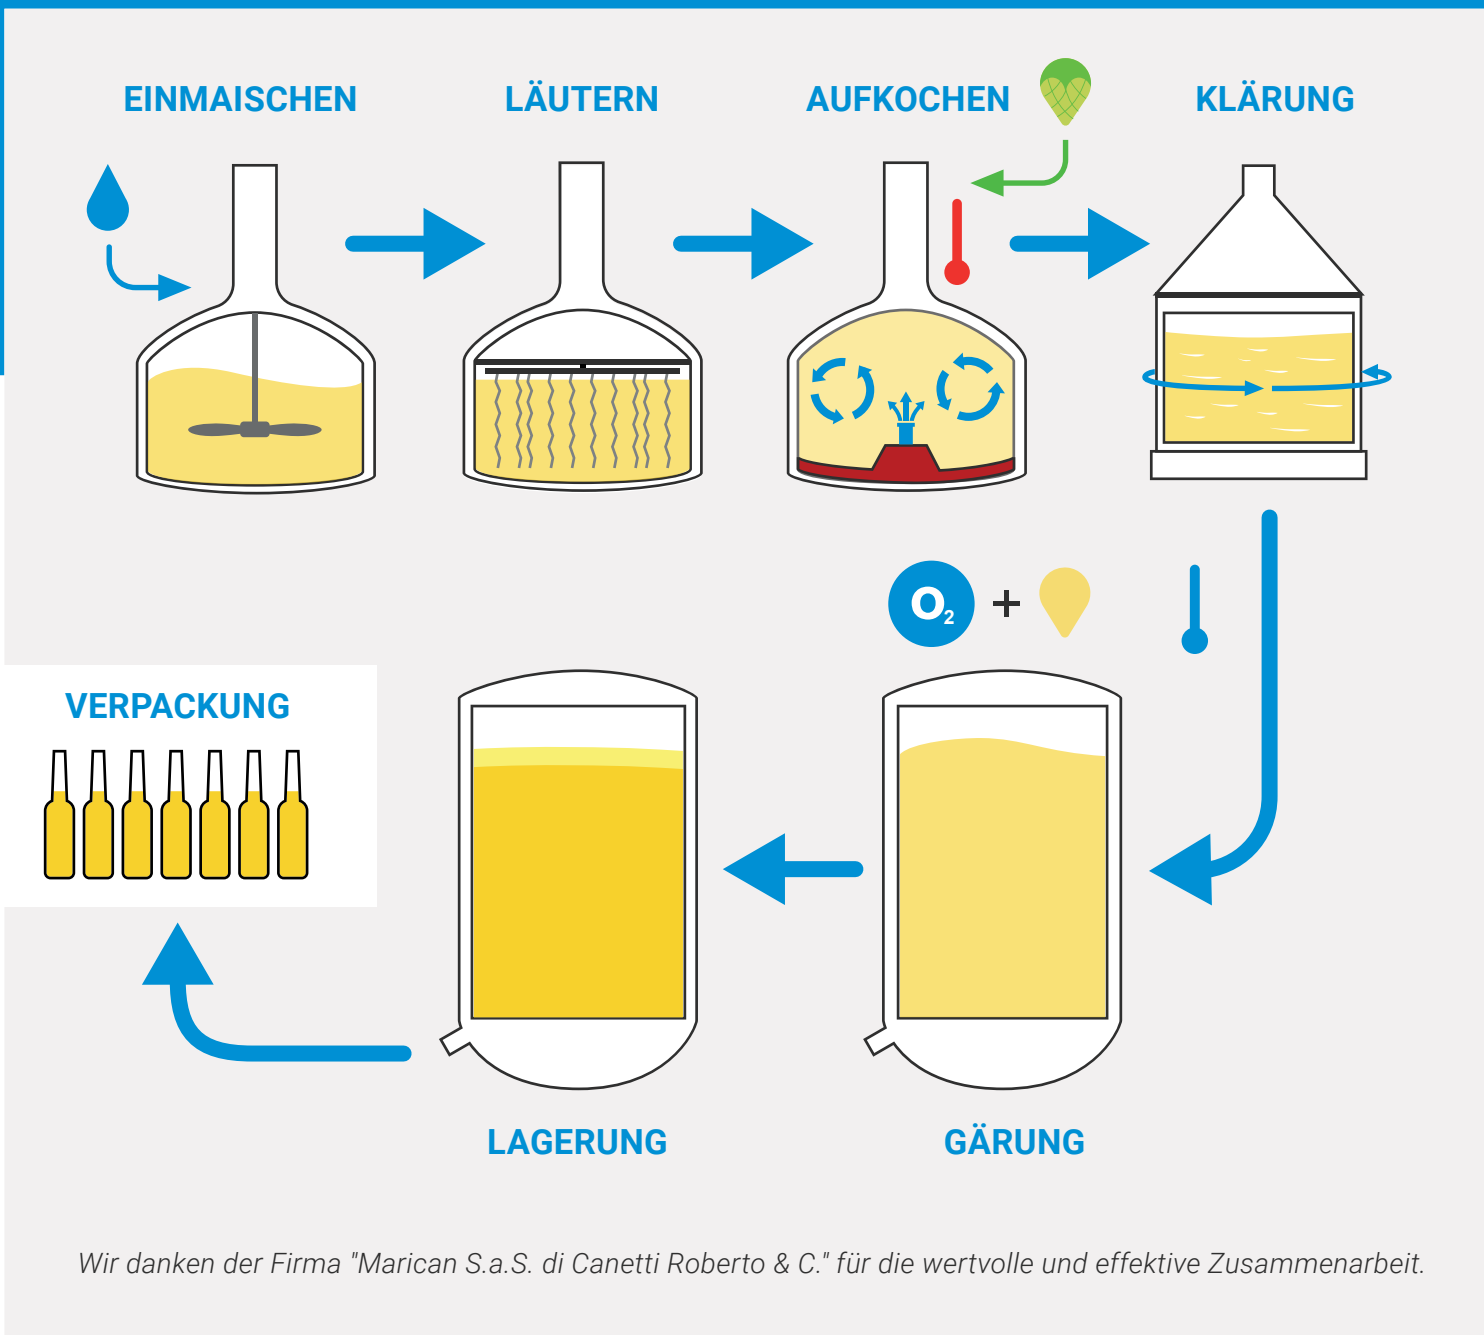 EINMAISCHEN
LÄUTERN
AUFKOCHEN
KLÄRUNG
O₂ +
VERPACKUNG
LAGERUNG
GÄRUNG
Wir danken der Firma "Marican S.a.S. di Canetti Roberto & C." für die wertvolle und effektive Zusammenarbeit.